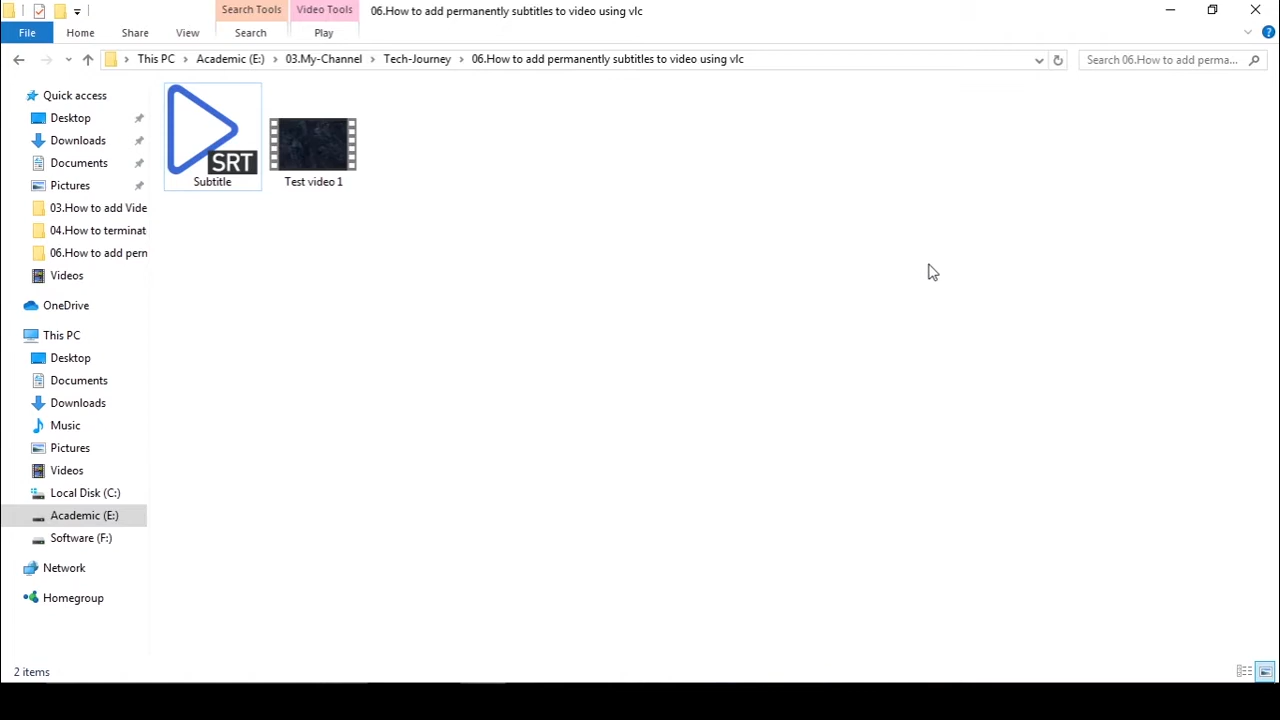 Search Tools
Video Tools
06.How to add permanently subtitles to video using vlc
File
Home
Share
View
Search
Play
This PC
Academic (E:)
03.My-Channel
Tech-Journey
06.How to add permanently subtitles to video using vlc
Search 06.How to add perma...
Quick access
Desktop
Downloads
Documents
Pictures
03.How to add Vide
04.How to terminat
06.How to add perr
Videos
OneDrive
This PC
Desktop
Documents
Downloads
Music
Pictures
Videos
Local Disk (C:)
Academic (E:)
Software (F:)
Network
Homegroup
SRT
Subtitle
Test video 1
2 items